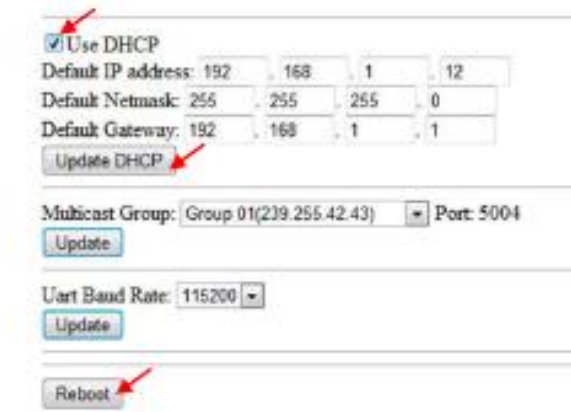 Use DHCP
Default IP address: 192 . 168 . 1 . 12
Default Netmask: 255 . 255 . 255 . 0
Default Gateway: 192 . 168 . 1 . 1
Update DHCP
Multicast Group: Group 01(239.255.42.43) Port: 5004
Update
Uart Baud Rate: 115200
Update
Reboot